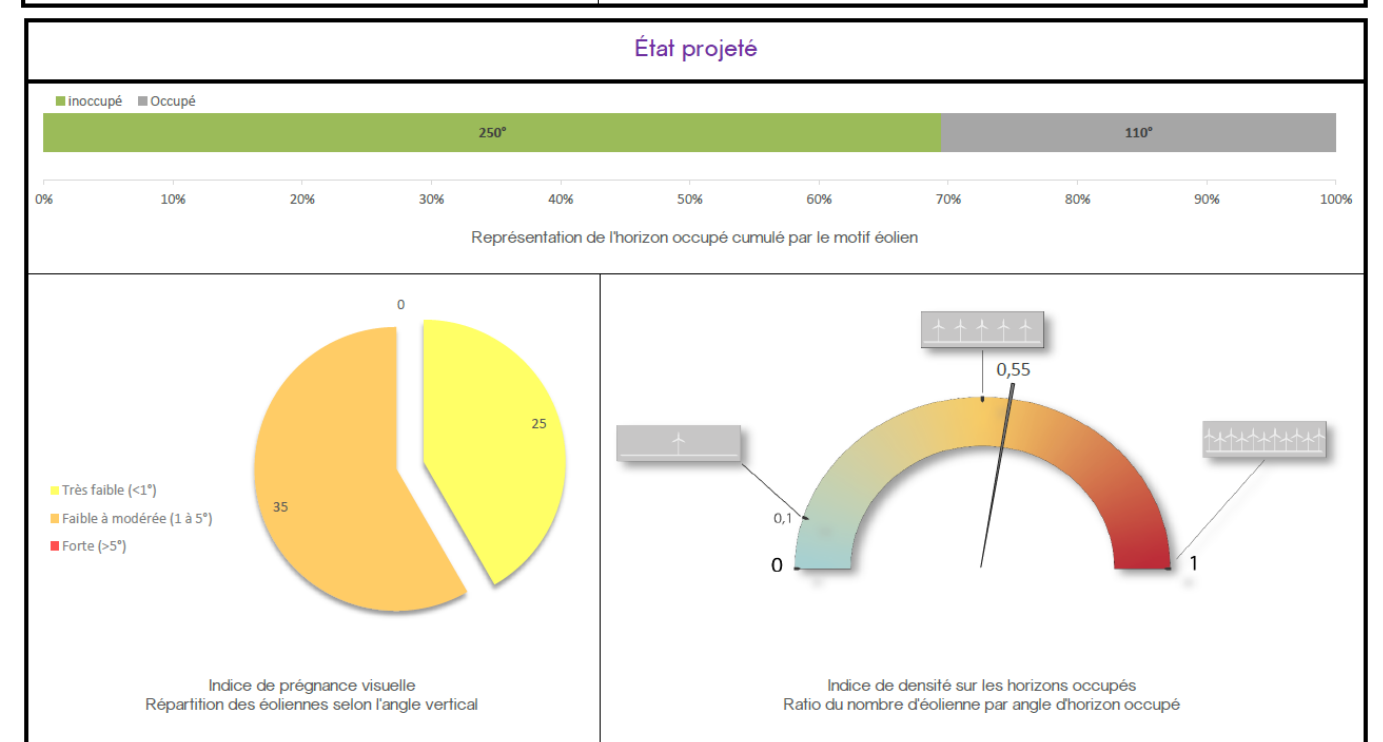 État projeté
inoccupé Occupé
250° 110°
0% 10% 20% 30% 40% 50% 60% 70% 80% 90% 100%
Représentation de l'horizon occupé cumulé par le motif éolien
0
25
35
Très faible (<1°)
Faible à modérée (1 à 5°)
Forte (>5°)
Indice de prégnance visuelle
Répartition des éoliennes selon l'angle vertical
0,55
0,1
0 1
Indice de densité sur les horizons occupés
Ratio du nombre d'éolienne par angle d'horizon occupé